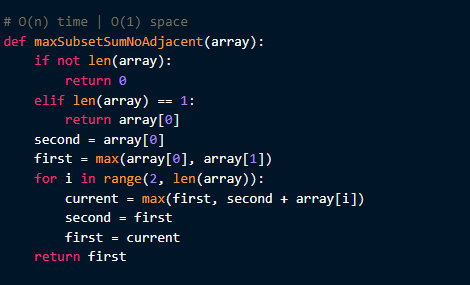 # O(n) time | O(1) space
def maxSubsetSumNoAdjacent(array):
    if not len(array):
        return 0
    elif len(array) == 1:
        return array[0]
    second = array[0]
    first = max(array[0], array[1])
    for i in range(2, len(array)):
        current = max(first, second + array[i])
        second = first
        first = current
    return first